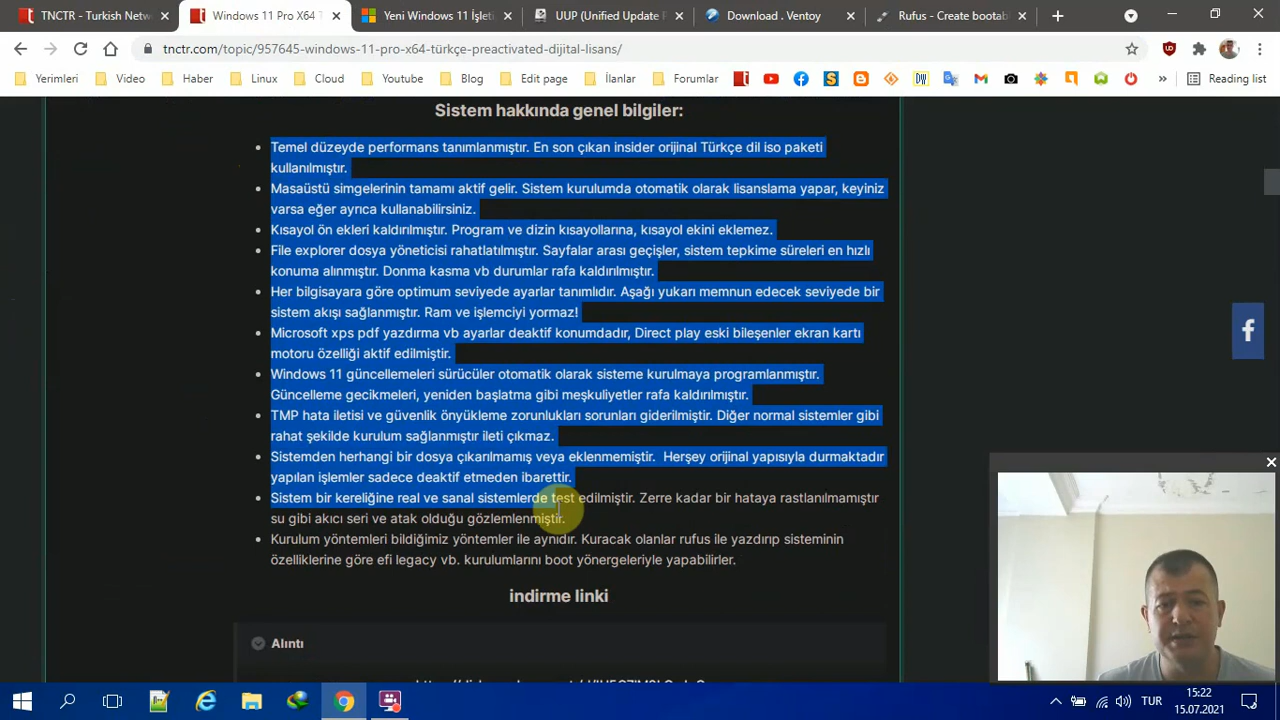 TNCTR - Turkish Netw
Windows 11 Pro X64 T
Yeni Windows 11 İşleti
UUP (Unified Update P
Download . Ventoy
Rufus - Create bootab
tnctr.com/topic/957645-windows-11-pro-x64-türkçe-preactivated-dijital-lisans/
Yerimleri
Video
Haber
Linux
Cloud
Youtube
Blog
Edit page
İlanlar
Forumlar
Reading list
Sistem hakkında genel bilgiler:
Temel düzeyde performans tanımlanmıştır. En son çıkan insider orijinal Türkçe dil iso paketi
kullanılmıştır.
Masaüstü simgelerinin tamamı aktif gelir. Sistem kurulumda otomatik olarak lisanslama yapar, keyiniz
varsa eğer ayrıca kullanabilirsiniz.
Kısayol ön ekleri kaldırılmıştır. Program ve dizin kısayollarına, kısayol ekini eklemez.
File explorer dosya yöneticisi rahatlatılmıştır. Sayfalar arası geçişler, sistem tepkime süreleri en hızlı
konuma alınmıştır. Donma kasma vb durumlar rafa kaldırılmıştır.
Her bilgisayara göre optimum seviyede ayarlar tanımlıdır. Aşağı yukarı memnun edecek seviyede bir
sistem akışı sağlanmıştır. Ram ve işlemciyi yormaz!
Microsoft xps pdf yazdırma vb ayarlar deaktif konumdadır, Direct play eski bileşenler ekran kartı
motoru özelliği aktif edilmiştir.
Windows 11 güncellemeleri sürücüler otomatik olarak sisteme kurulmaya programlanmıştır.
Güncelleme gecikmeleri, yeniden başlatma gibi meşkuliyetler rafa kaldırılmıştır.
TMP hata iletisi ve güvenlik önyükleme zorunlukları sorunları giderilmiştir. Diğer normal sistemler gibi
rahat şekilde kurulum sağlanmıştır ileti çıkmaz.
Sistemden herhangi bir dosya çıkarılmamış veya eklenmemiştir. Herşey orijinal yapısıyla durmaktadır
yapılan işlemler sadece deaktif etmeden ibarettir.
Sistem bir kereliğine real ve sanal sistemlerde test edilmiştir. Zerre kadar bir hataya rastlanılmamıştır
su gibi akıcı seri ve atak olduğu gözlemlenmiştir.
Kurulum yöntemleri bildiğimiz yöntemler ile aynıdır. Kuracak olanlar rufus ile yazdırıp sisteminin
özelliklerine göre efi legacy vb. kurulumlarını boot yönergeleriyle yapabilirler.
indirme linki
Alıntı
TUR
15:22
15.07.2021